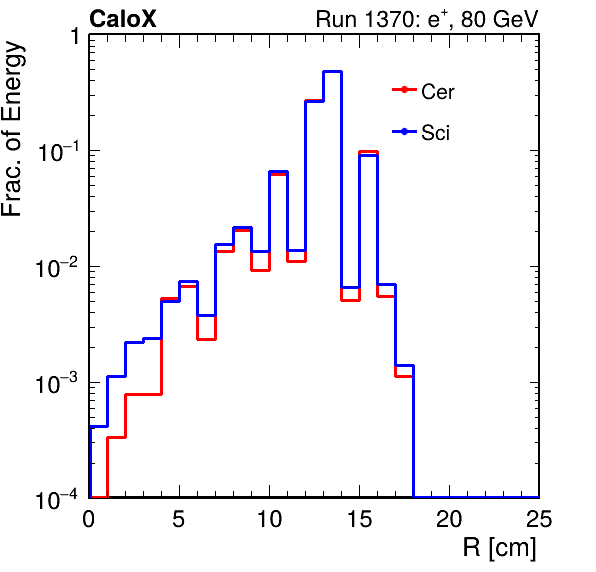 CaloX Run 1370: e⁺, 80 GeV
Frac. of Energy
1
10⁻¹
10⁻²
10⁻³
10⁻⁴
Cer
Sci
0 5 10 15 20 25
R [cm]